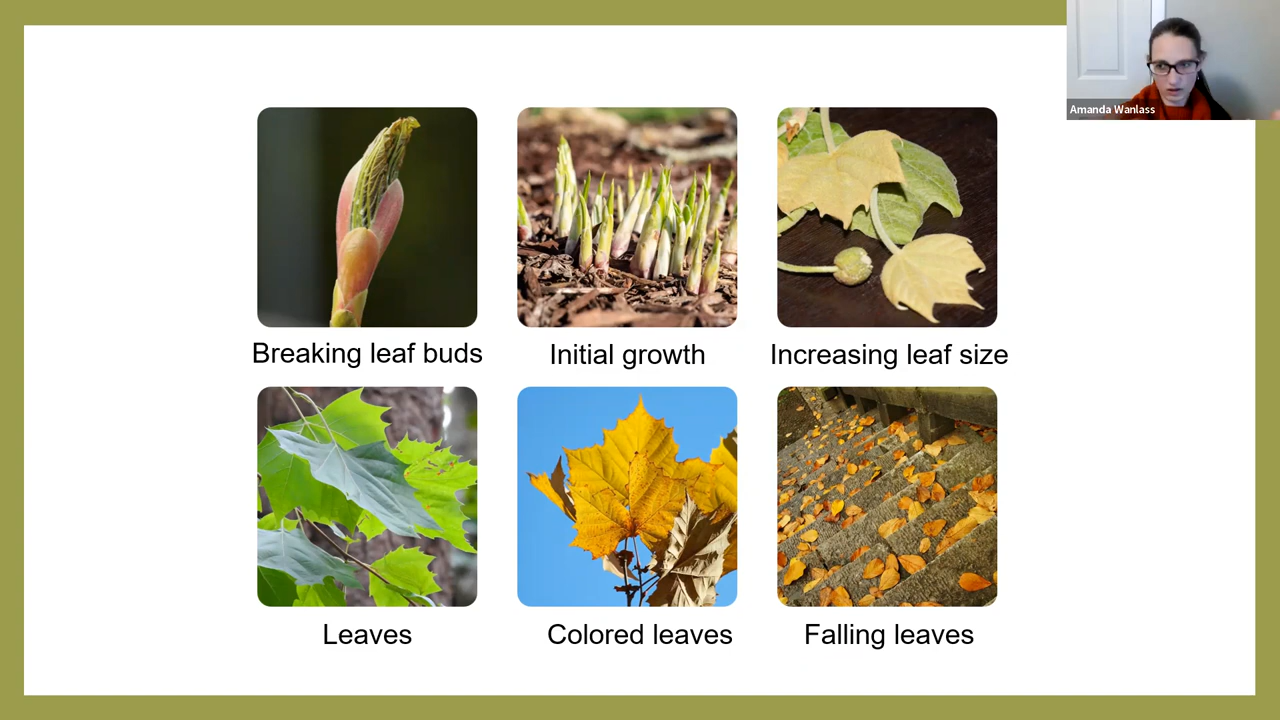 Amanda Wanlass
Breaking leaf buds
Initial growth
Increasing leaf size
Leaves
Colored leaves
Falling leaves